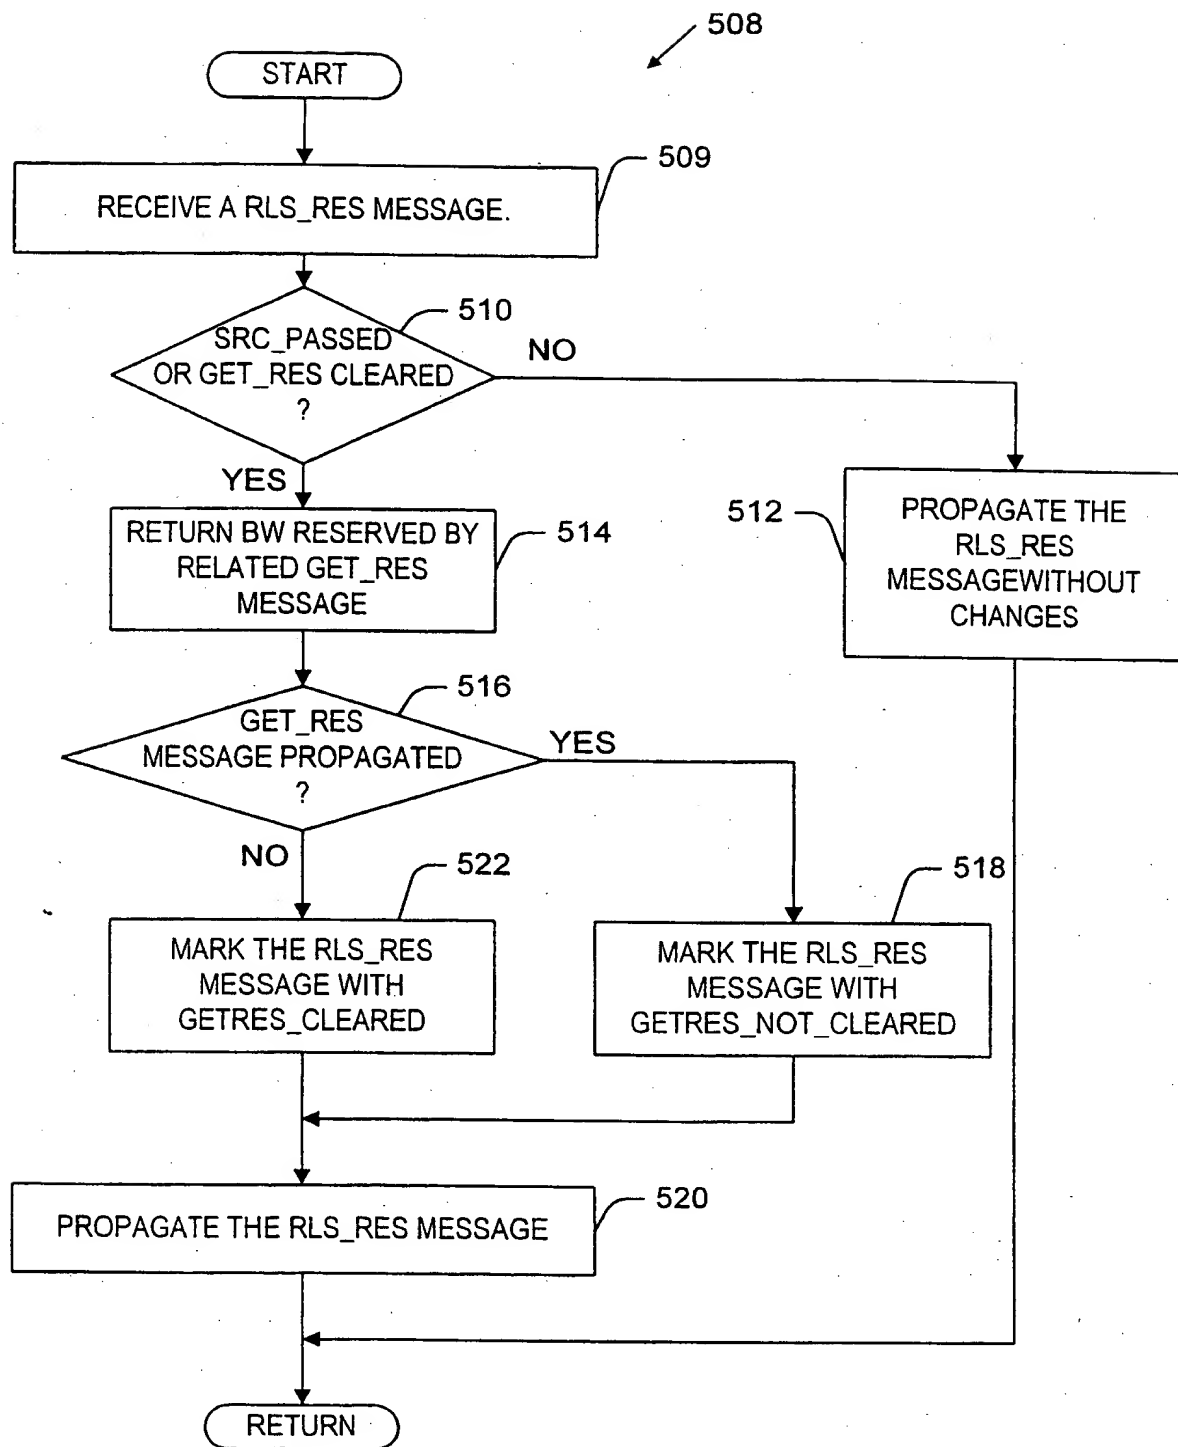 508
START
509
RECEIVE A RLS_RES MESSAGE.
510
SRC_PASSED
OR GET_RES CLEARED
?
NO
YES
RETURN BW RESERVED BY
RELATED GET_RES
MESSAGE
514
512
PROPAGATE THE
RLS_RES
MESSAGEWITHOUT
CHANGES
516
GET_RES
MESSAGE PROPAGATED
?
YES
NO
522
518
MARK THE RLS_RES
MESSAGE WITH
GETRES_CLEARED
MARK THE RLS_RES
MESSAGE WITH
GETRES_NOT_CLEARED
520
PROPAGATE THE RLS_RES MESSAGE
RETURN